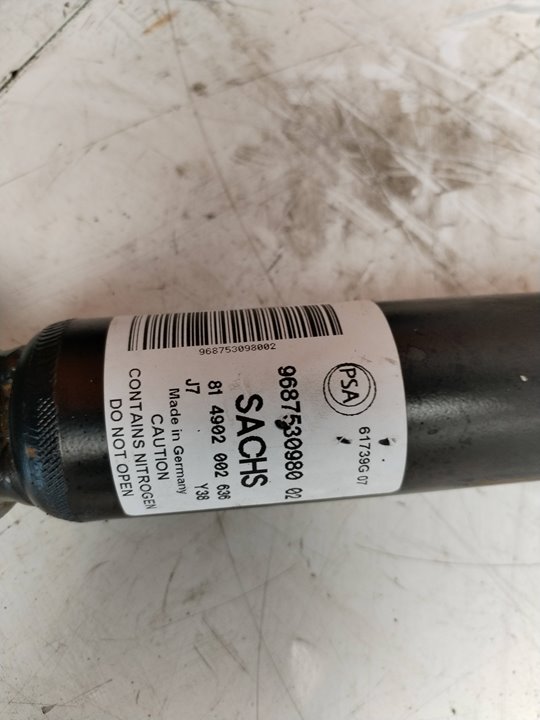 PSA
61739G 07
9687530980 02
SACHS
81 4902 002 636
J7
Y38
Made in Germany
CAUTION
CONTAINS NITROGEN
DO NOT OPEN
968753098002